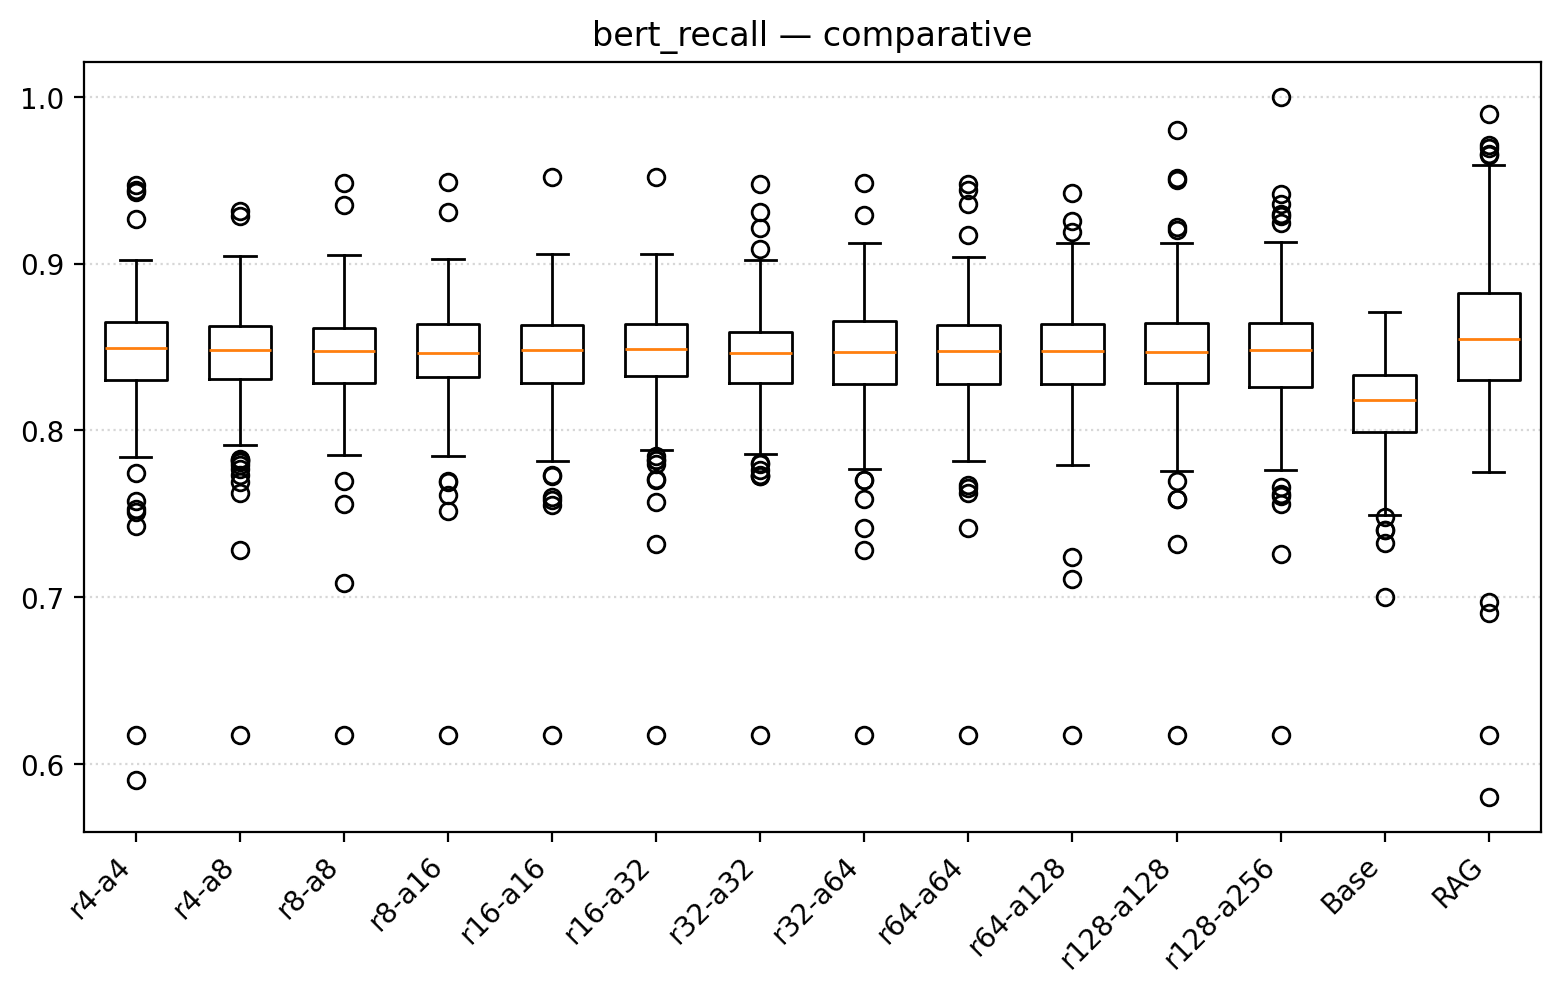 bert_recall — comparative
1.0
0.9
0.8
0.7
0.6
r4-a4
r4-a8
r8-a8
r8-a16
r16-a16
r16-a32
r32-a32
r32-a64
r64-a64
r64-a128
r128-a128
r128-a256
Base
RAG